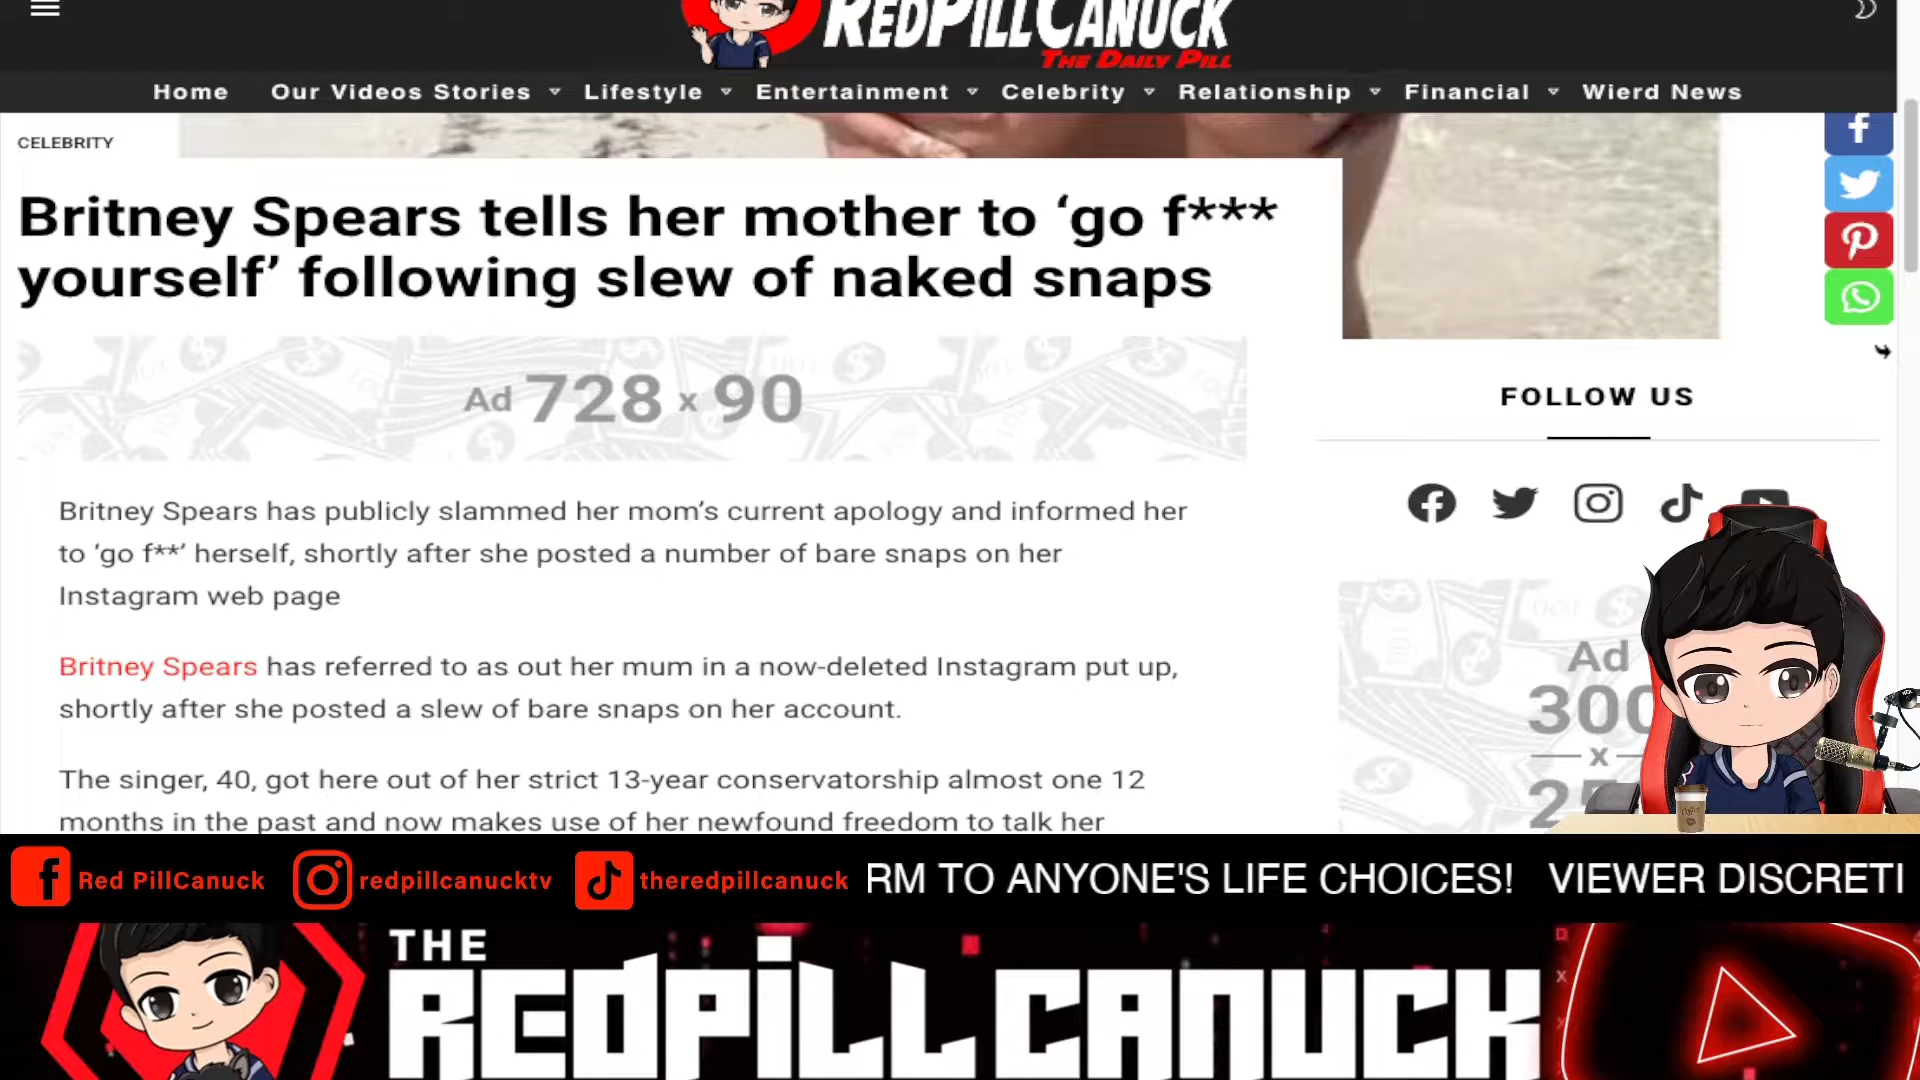 REDPILLCANUCK
THE DAILY PILL
Home Our Videos Stories Lifestyle Entertainment Celebrity Relationship Financial Wierd News
CELEBRITY
Britney Spears tells her mother to ‘go f***
yourself’ following slew of naked snaps
Ad 728 x 90
FOLLOW US
Britney Spears has publicly slammed her mom’s current apology and informed her
to ‘go f**’ herself, shortly after she posted a number of bare snaps on her
Instagram web page
Britney Spears has referred to as out her mum in a now-deleted Instagram put up,
shortly after she posted a slew of bare snaps on her account.
The singer, 40, got here out of her strict 13-year conservatorship almost one 12
months in the past and now makes use of her newfound freedom to talk her
Ad
300
x
25
Red PillCanuck redpillcanucktv theredpillcanuck RM TO ANYONE'S LIFE CHOICES! VIEWER DISCRETI
THE
REDPILLCANUCK